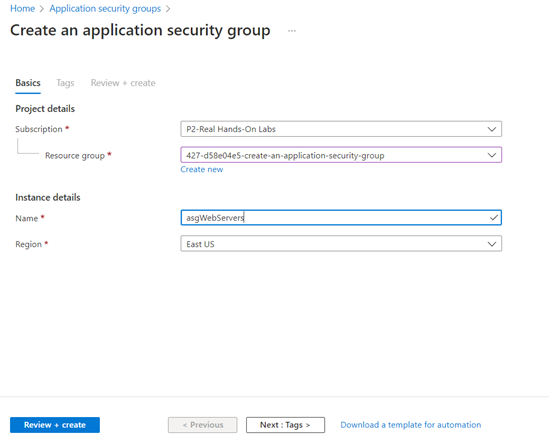 Home > Application security groups >
Create an application security group ...
Basics Tags Review + create
Project details
Subscription * P2-Real Hands-On Labs
Resource group * 427-d58e04e5-create-an-application-security-group
Create new
Instance details
Name * asgWebServers
Region * East US
Review + create < Previous Next : Tags > Download a template for automation